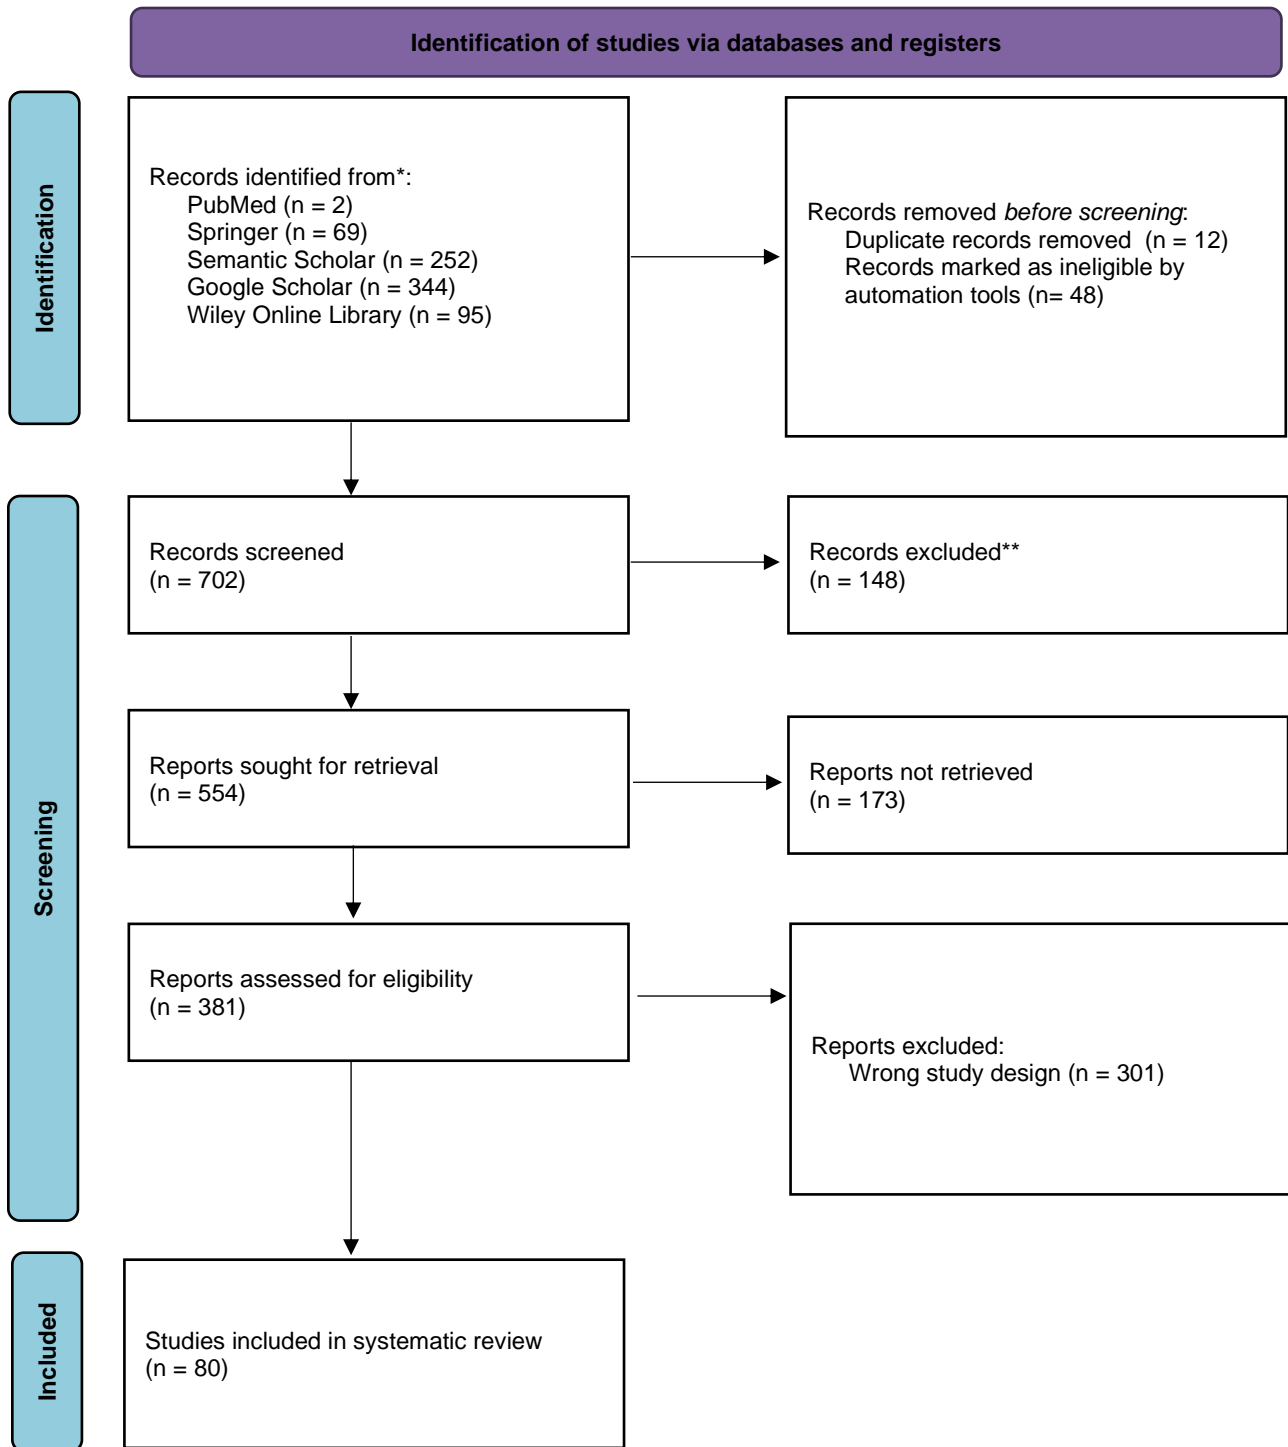 Identification of studies via databases and registers
Identification
Records identified from*:
PubMed (n = 2)
Springer (n = 69)
Semantic Scholar (n = 252)
Google Scholar (n = 344)
Wiley Online Library (n = 95)
Records removed before screening:
Duplicate records removed (n = 12)
Records marked as ineligible by
automation tools (n= 48)
Screening
Records screened
(n = 702)
Records excluded**
(n = 148)
Reports sought for retrieval
(n = 554)
Reports not retrieved
(n = 173)
Reports assessed for eligibility
(n = 381)
Reports excluded:
Wrong study design (n = 301)
Included
Studies included in systematic review
(n = 80)